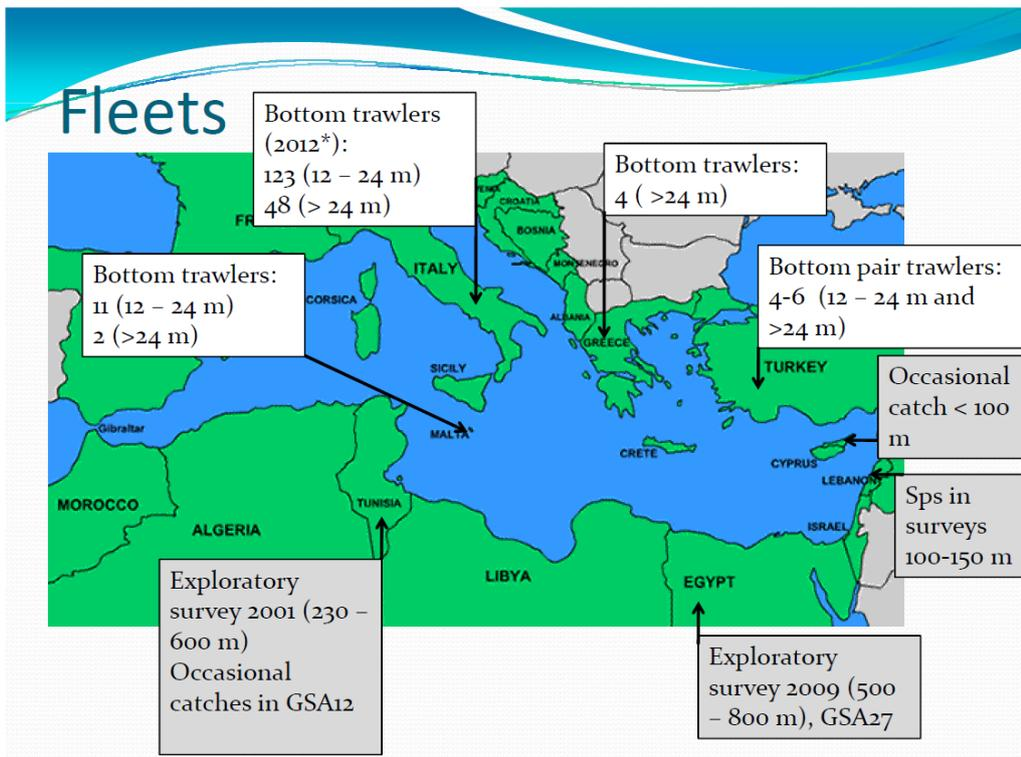 Fleets
Bottom trawlers
(2012*):
123 (12 – 24 m)
48 (> 24 m)
Bottom trawlers:
4 ( >24 m)
Bottom trawlers:
11 (12 – 24 m)
2 (>24 m)
Bottom pair trawlers:
4-6 (12 – 24 m and
>24 m)
Occasional
catch < 100
m
Sps in
surveys
100-150 m
Exploratory
survey 2001 (230 –
600 m)
Occasional
catches in GSA12
Exploratory
survey 2009 (500
– 800 m), GSA27
FR
CROATIA
BOSNIA
MONTENEGRO
ITALY
CORSICA
ALBANIA
GREECE
TURKEY
SICILY
MALTA
Gibraltar
CRETE
CYPRUS
LEBANON
ISRAEL
MOROCCO
ALGERIA
TUNISIA
LIBYA
EGYPT